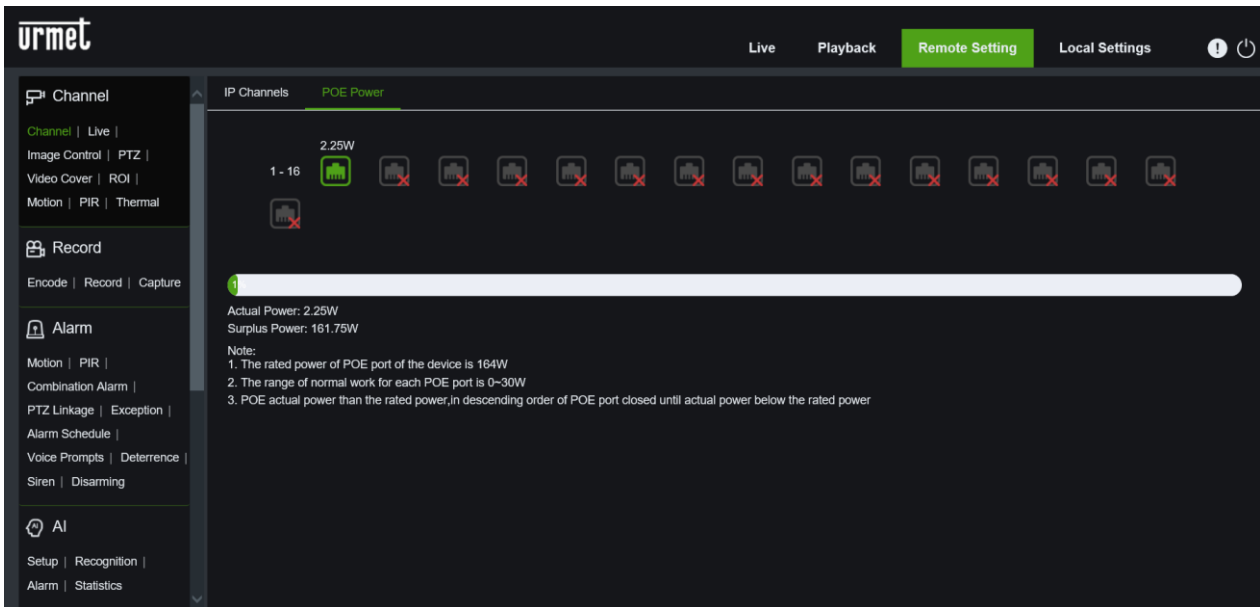 urmet
Live Playback Remote Setting Local Settings
Channel
Channel | Live |
Image Control | PTZ |
Video Cover | ROI |
Motion | PIR | Thermal
Record
Encode | Record | Capture
Alarm
Motion | PIR |
Combination Alarm |
PTZ Linkage | Exception |
Alarm Schedule |
Voice Prompts | Deterrence |
Siren | Disarming
AI
Setup | Recognition |
Alarm | Statistics
IP Channels POE Power
2.25W
1 - 16
Actual Power: 2.25W
Surplus Power: 161.75W
Note:
1. The rated power of POE port of the device is 164W
2. The range of normal work for each POE port is 0~30W
3. POE actual power than the rated power,in descending order of POE port closed until actual power below the rated power